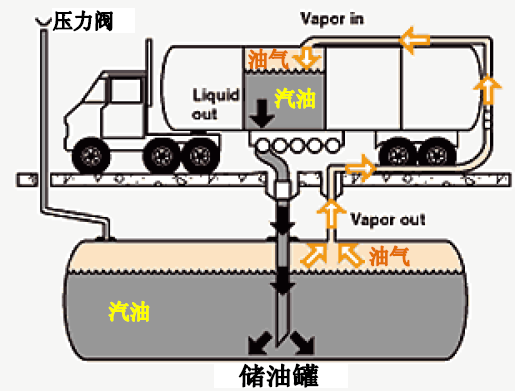 压力阀
Vapor in
油气
Liquid
out
汽油
Vapor out
油气
汽油
储油罐